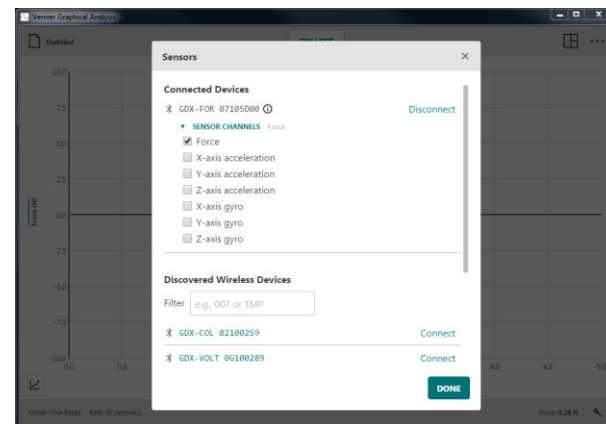 Vernier Graphical Analysis
Untitled
COLLECT
Sensors
Connected Devices
GDX-FOR 07105D00
Disconnect
SENSOR CHANNELS Force
Force
X-axis acceleration
Y-axis acceleration
Z-axis acceleration
X-axis gyro
Y-axis gyro
Z-axis gyro
Discovered Wireless Devices
Filter e.g., 007 or TMP
GDX-COL 02100259
Connect
GDX-VOLT 0G100289
Connect
DONE
Force (N)
10.0
7.5
5.0
2.5
0.0
-2.5
-5.0
-7.5
-10.0
0.0
0.5
4.0
4.5
5.0
Mode: Time Based Rate: 50 samples/s
Force: 0.28 N